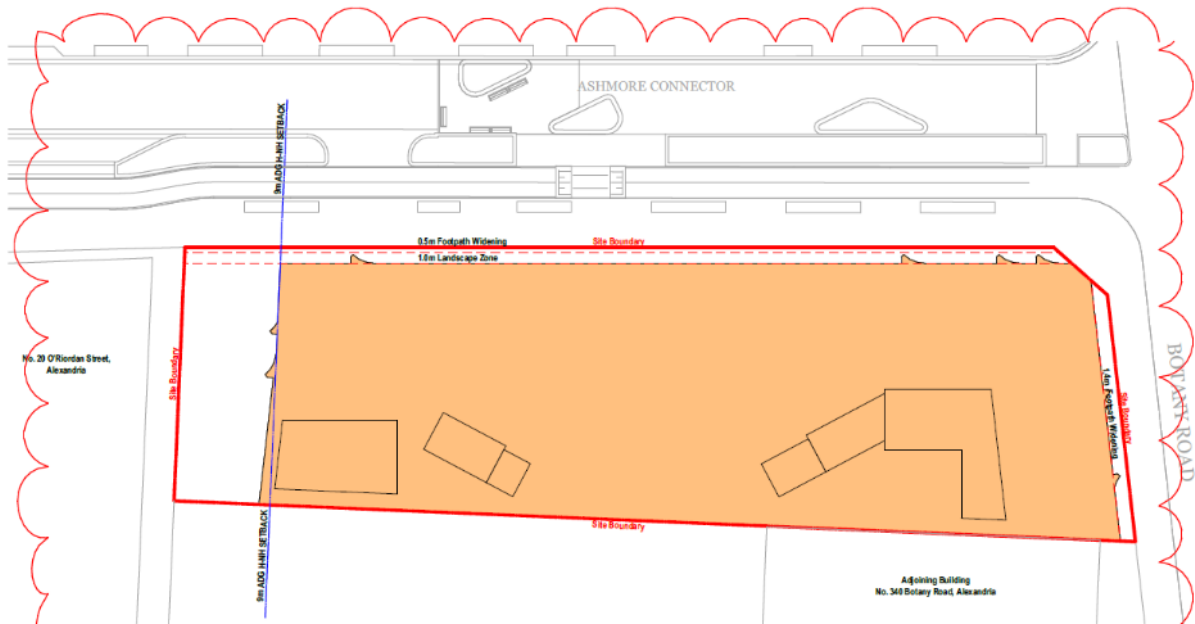 ASHMORE CONNECTOR
9m ADG H-NH SETBACK
0.5m Footpath Widening
Site Boundary
1.0m Landscape Zone
No. 29 O'Riordan Street,
Alexandria
Site Boundary
1.4m Footpath Widening
Site Boundary
BOTANY ROAD
9m ADG H-NH SETBACK
Site Boundary
Adjoining Building
No. 340 Botany Road, Alexandria